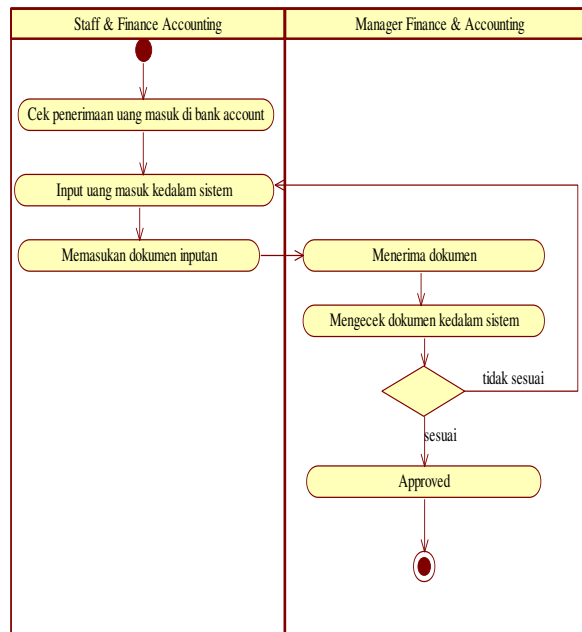 Staff & Finance Accounting
Manager Finance & Accounting
Cek penerimaan uang masuk di bank account
Input uang masuk kedalam sistem
Memasukan dokumen inputan
Menerima dokumen
Mengecek dokumen kedalam sistem
tidak sesuai
sesuai
Approved